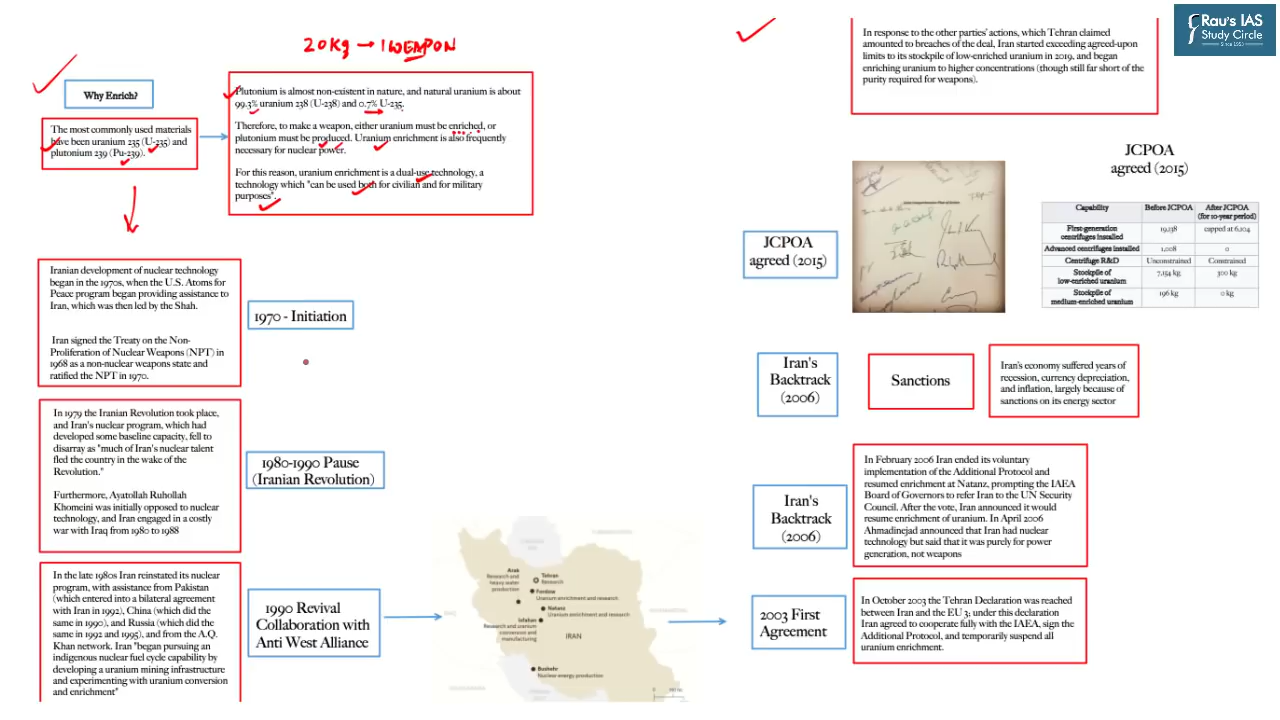 20Kg → 1 WEAPON
Rau's IAS
Study Circle
Since 1953
Why Enrich?
The most commonly used materials
have been uranium 235 (U-235) and
plutonium 239 (Pu-239).
Plutonium is almost non-existent in nature, and natural uranium is about
99.3% uranium 238 (U-238) and 0.7% U-235.
Therefore, to make a weapon, either uranium must be enriched, or
plutonium must be produced. Uranium enrichment is also frequently
necessary for nuclear power.
For this reason, uranium enrichment is a dual-use technology, a
technology which "can be used both for civilian and for military
purposes".
Iranian development of nuclear technology
began in the 1970s, when the U.S. Atoms for
Peace program began providing assistance to
Iran, which was then led by the Shah.
Iran signed the Treaty on the Non-
Proliferation of Nuclear Weapons (NPT) in
1968 as a non-nuclear weapons state and
ratified the NPT in 1970.
1970 - Initiation
In 1979 the Iranian Revolution took place,
and Iran's nuclear program, which had
developed some baseline capacity, fell to
disarray as "much of Iran's nuclear talent
fled the country in the wake of the
Revolution."
Furthermore, Ayatollah Ruhollah
Khomeini was initially opposed to nuclear
technology, and Iran engaged in a costly
war with Iraq from 1980 to 1988
1980-1990 Pause
(Iranian Revolution)
In the late 1980s Iran reinstated its nuclear
program, with assistance from Pakistan
(which entered into a bilateral agreement
with Iran in 1992), China (which did the
same in 1990), and Russia (which did the
same in 1992 and 1995), and from the A.Q.
Khan network. Iran "began pursuing an
indigenous nuclear fuel cycle capability by
developing a uranium mining infrastructure
and experimenting with uranium conversion
and enrichment"
1990 Revival
Collaboration with
Anti West Alliance
Arak
Research and
heavy water
production
Tehran
Research
Fordow
Uranium enrichment and research
Natanz
Uranium enrichment and research
Isfahan
Research and uranium
conversion and
manufacturing
IRAN
Bushehr
Nuclear energy production
In response to the other parties' actions, which Tehran claimed
amounted to breaches of the deal, Iran started exceeding agreed-upon
limits to its stockpile of low-enriched uranium in 2019, and began
enriching uranium to higher concentrations (though still far short of the
purity required for weapons).
JCPOA
agreed (2015)
JCPOA
agreed (2015)
Capability Before JCPOA After JCPOA
(for 10-year period)
First-generation
centrifuges installed 19,138 capped at 6,104
Advanced centrifuges installed 1,008 0
Centrifuge R&D Unconstrained Constrained
Stockpile of
low-enriched uranium 7,154 kg 300 kg
Stockpile of
medium-enriched uranium 196 kg 0 kg
Iran's
Backtrack
(2006)
Sanctions
Iran's economy suffered years of
recession, currency depreciation,
and inflation, largely because of
sanctions on its energy sector
Iran's
Backtrack
(2006)
In February 2006 Iran ended its voluntary
implementation of the Additional Protocol and
resumed enrichment at Natanz, prompting the IAEA
Board of Governors to refer Iran to the UN Security
Council. After the vote, Iran announced it would
resume enrichment of uranium. In April 2006
Ahmadinejad announced that Iran had nuclear
technology but said that it was purely for power
generation, not weapons
2003 First
Agreement
In October 2003 the Tehran Declaration was reached
between Iran and the EU 3; under this declaration
Iran agreed to cooperate fully with the IAEA, sign the
Additional Protocol, and temporarily suspend all
uranium enrichment.